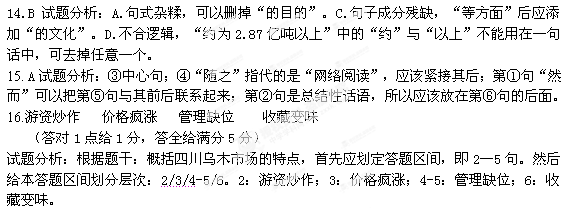 14.B 试题分析：A.句式杂糅，可以删掉“的目的”。C.句子成分残缺，“等方面”后应添
加“的文化”。D.不合逻辑，“约为 2.87 亿吨以上”中的“约”与“以上”不能用在一句
话中，可去掉任意一个。
15.A 试题分析：③中心句；④“随之”指代的是“网络阅读”，应该紧接其后；第①句“然
而”可以把第⑤句与其前后联系起来；第②句是总结性话语，所以应该放在第⑥句的后面。
16.游资炒作 价格疯涨 管理缺位 收藏变味
（答对1点给1分，答全给满分5分）
试题分析：根据题干：概括四川乌木市场的特点，首先应划定答题区间，即 2—5 句。然后
给本答题区间划分层次：2/3/4-5/6。2：游资炒作；3：价格疯涨；4-5：管理缺位；6：收
藏变味。